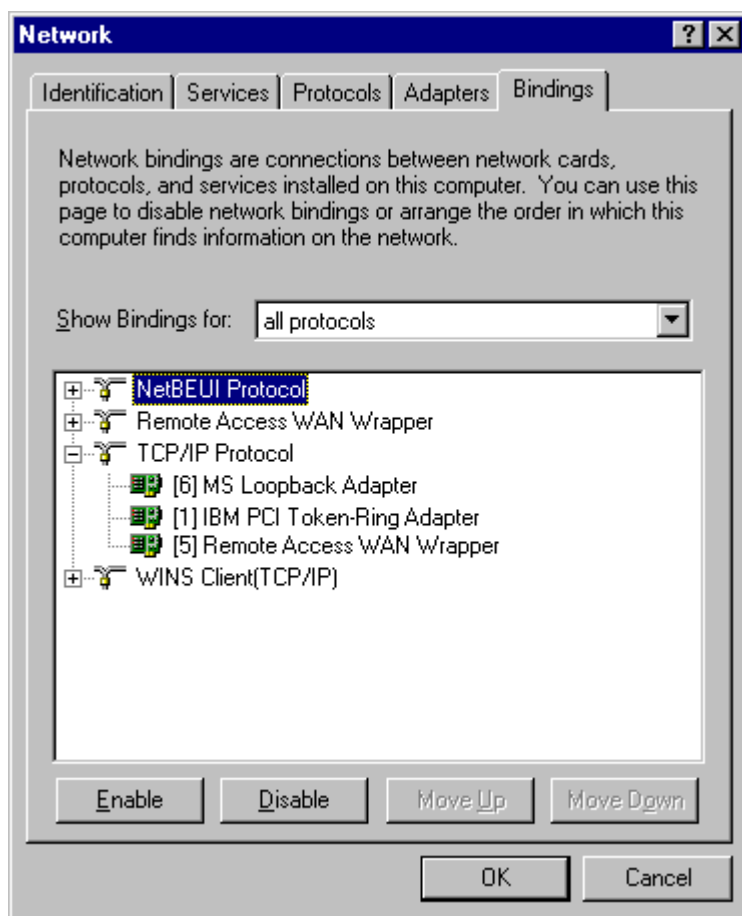 Network
Identification Services Protocols Adapters Bindings
Network bindings are connections between network cards,
protocols, and services installed on this computer. You can use this
page to disable network bindings or arrange the order in which this
computer finds information on the network.
Show Bindings for: all protocols
NetBEUI Protocol
Remote Access WAN Wrapper
TCP/IP Protocol
[6] MS Loopback Adapter
[1] IBM PCI Token-Ring Adapter
[5] Remote Access WAN Wrapper
WINS Client(TCP/IP)
Enable Disable Move Up Move Down
OK Cancel